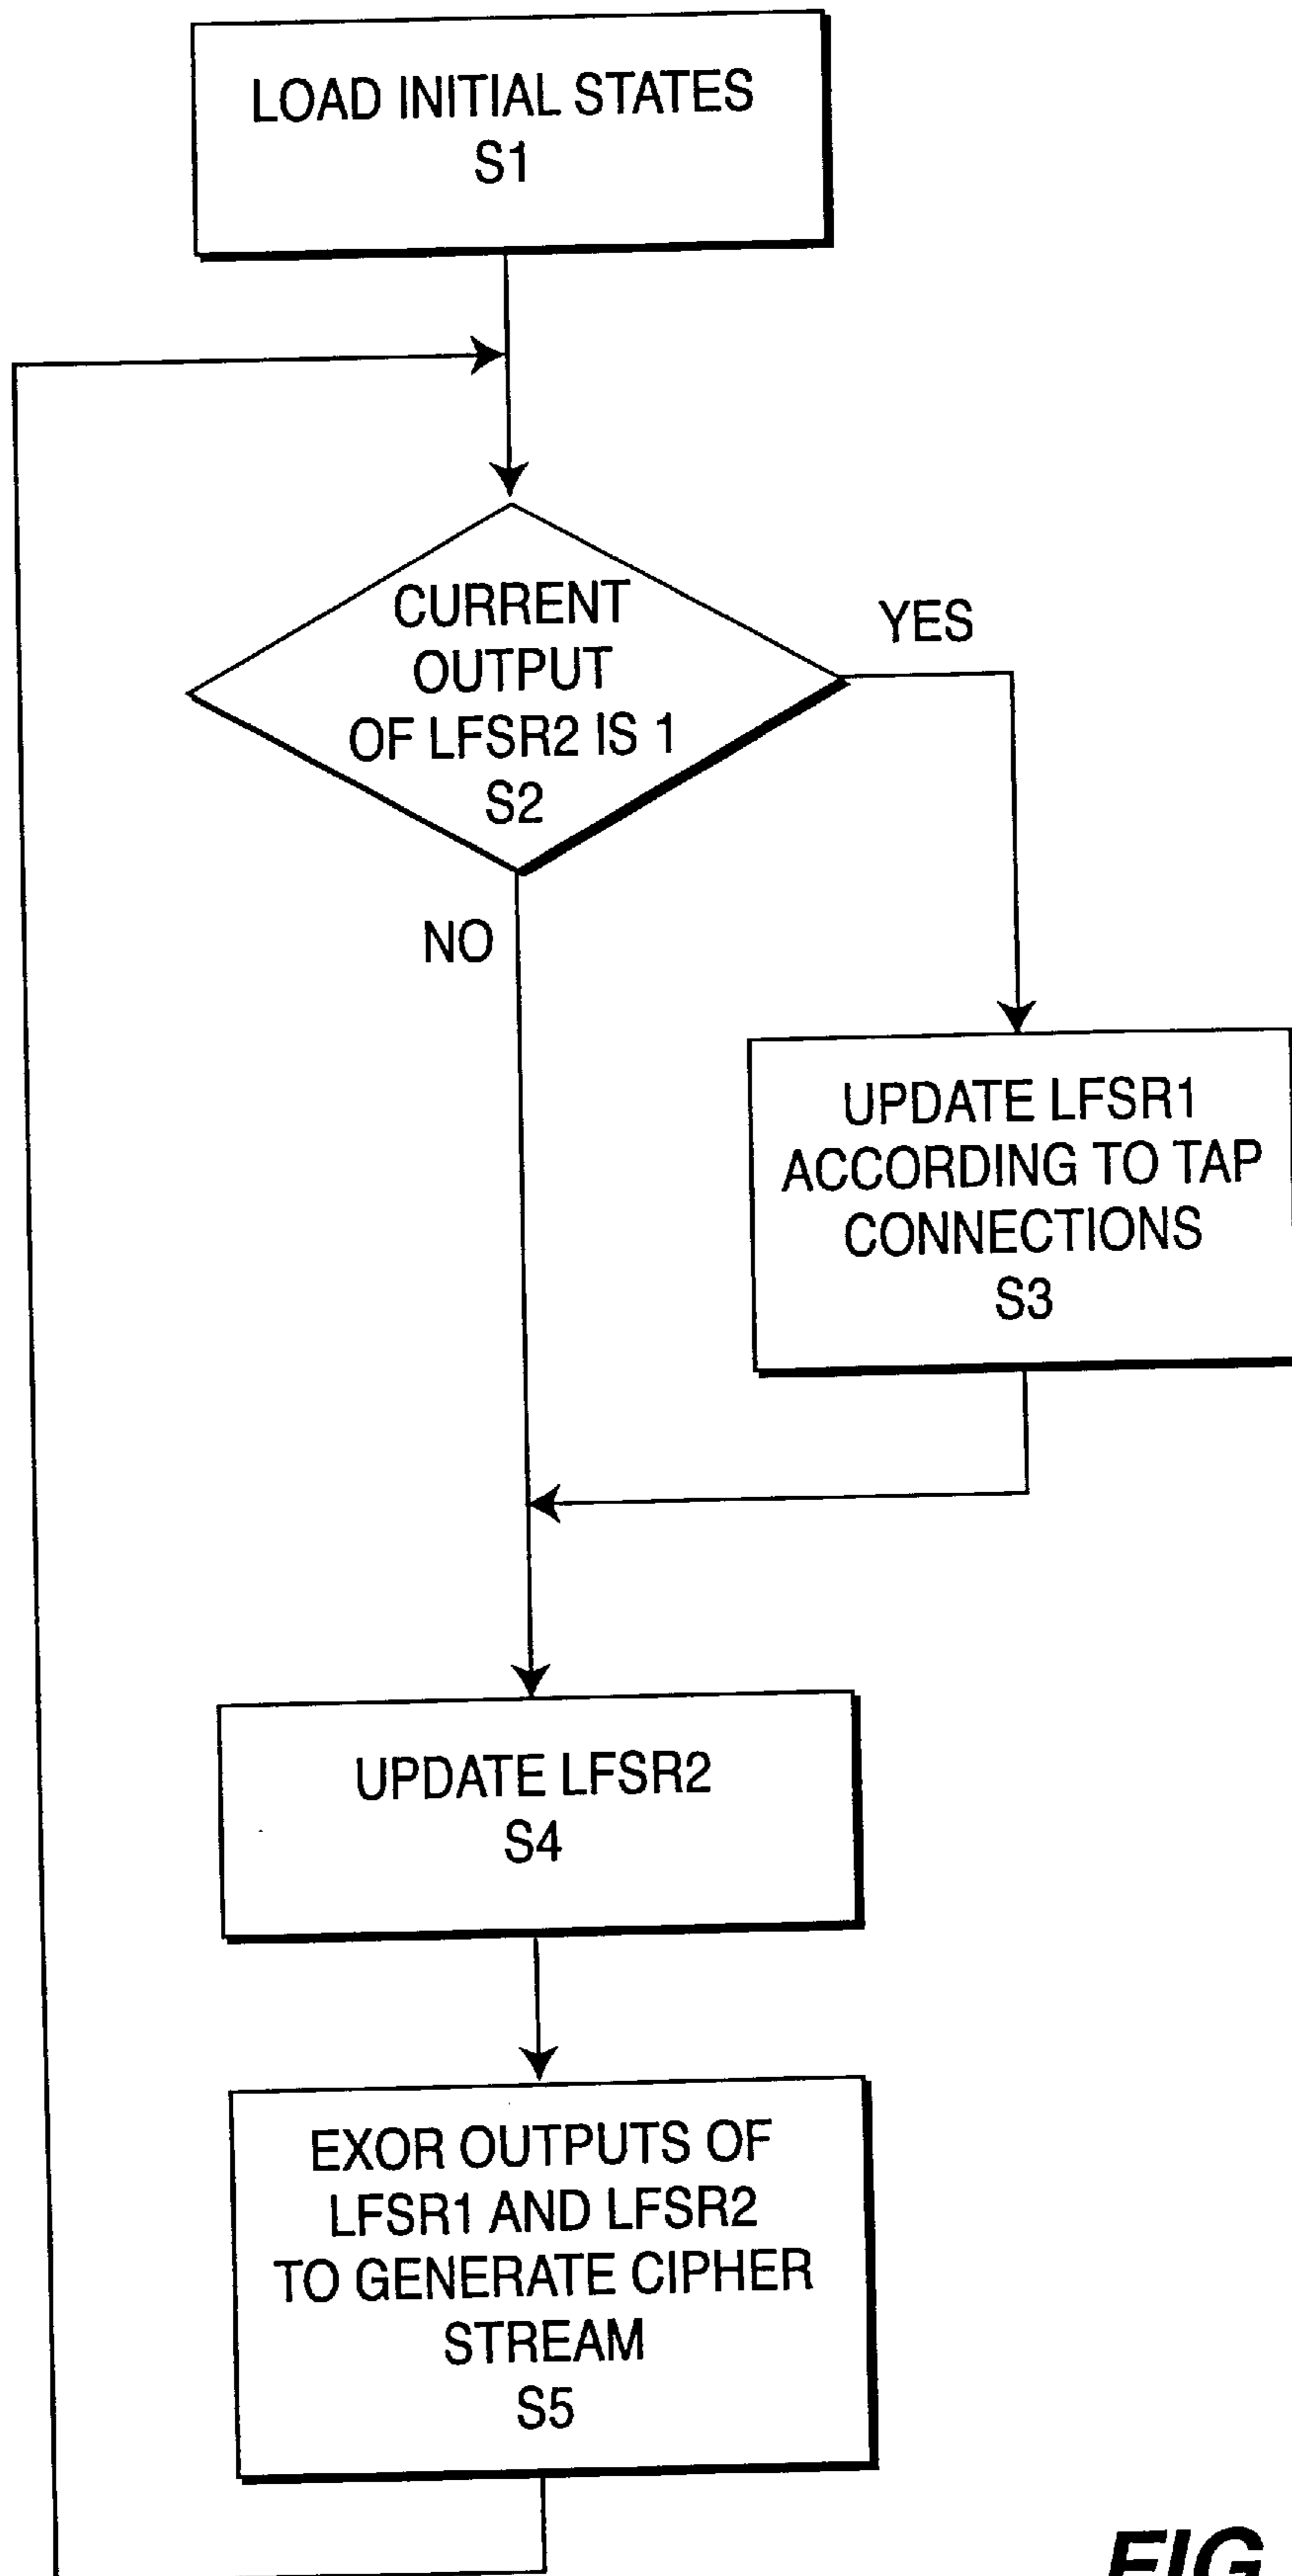 LOAD INITIAL STATES
S1
CURRENT
OUTPUT
OF LFSR2 IS 1
S2
YES
NO
UPDATE LFSR1
ACCORDING TO TAP
CONNECTIONS
S3
UPDATE LFSR2
S4
EXOR OUTPUTS OF
LFSR1 AND LFSR2
TO GENERATE CIPHER
STREAM
S5
FIG